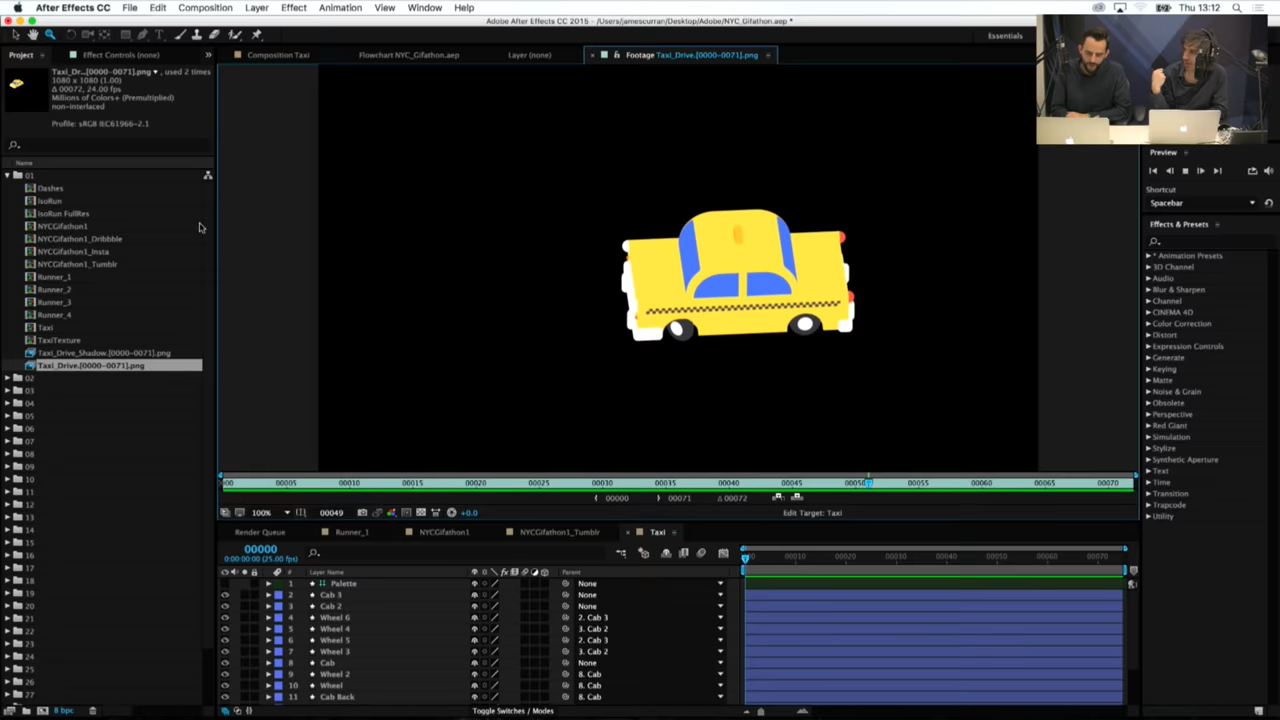 After Effects CC File Edit Composition Layer Effect Animation View Window Help Thu 13:12
Adobe After Effects CC 2015 - /Users/jamescurran/Desktop/Adobe/NYC_Gifathon.aep *
Essentials
Project Effect Controls (none) »
Composition Taxi Flowchart NYC_Gifathon.aep Layer (none) × Footage Taxi_Drive.[0000-0071].png
Taxi_Dr...[0000-0071].png ▾ , used 2 times
1080 x 1080 (1.00)
Δ 00072, 24.00 fps
Millions of Colors+ (Premultiplied)
non-interlaced
Profile: sRGB IEC61966-2.1
Name
01
Dashes
IsoRun
IsoRun FullRes
NYCGifathon1
NYCGifathon1_Dribbble
NYCGifathon1_Insta
NYCGifathon1_Tumblr
Runner_1
Runner_2
Runner_3
Runner_4
Taxi
TaxiTexture
Taxi_Drive_Shadow.[0000-0071].png
Taxi_Drive.[0000-0071].png
02
03
04
05
06
07
08
09
10
11
12
13
14
15
16
17
18
19
20
21
22
23
24
25
26
27
8 bpc
Preview
Shortcut
Spacebar
Effects & Presets
* Animation Presets
3D Channel
Audio
Blur & Sharpen
Channel
CINEMA 4D
Color Correction
Distort
Expression Controls
Generate
Keying
Matte
Noise & Grain
Obsolete
Perspective
Red Giant
Simulation
Stylize
Synthetic Aperture
Text
Time
Transition
Trapcode
Utility
00 00005 00010 00015 00020 00025 00030 00035 00040 00045 00050 00055 00060 00065 00070
00000 00071 Δ 00072
100% 00049 +0.0 Edit Target: Taxi
Render Queue Runner_1 NYCGifathon1 NYCGifathon1_Tumblr × Taxi
00000
0:00:00:00 (25.00 fps)
00010 00020 00030 00040 00050 00060 00070
# Layer Name Parent
1 Palette None
2 Cab 3 None
3 Cab 2 None
4 Wheel 6 2. Cab 3
5 Wheel 4 3. Cab 2
6 Wheel 5 2. Cab 3
7 Wheel 3 3. Cab 2
8 Cab None
9 Wheel 2 8. Cab
10 Wheel 8. Cab
11 Cab Back 8. Cab
Toggle Switches / Modes